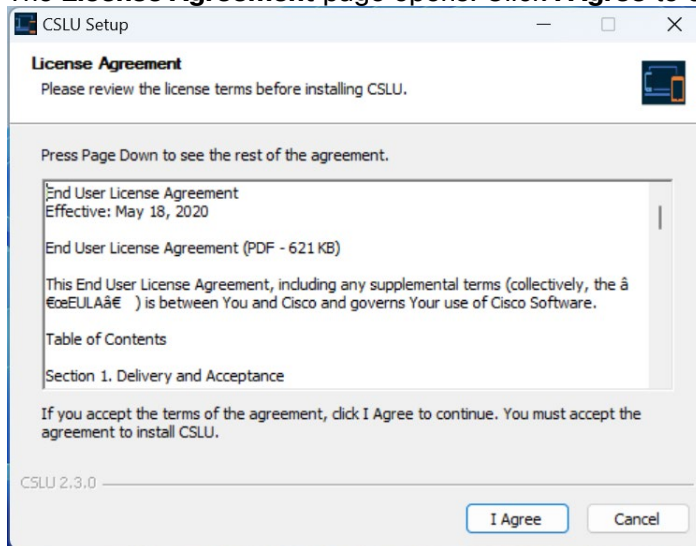 CSLU Setup
License Agreement
Please review the license terms before installing CSLU.
Press Page Down to see the rest of the agreement.
End User License Agreement
Effective: May 18, 2020
End User License Agreement (PDF - 621 KB)
This End User License Agreement, including any supplemental terms (collectively, the â
€œEULAâ€  ) is between You and Cisco and governs Your use of Cisco Software.
Table of Contents
Section 1. Delivery and Acceptance
If you accept the terms of the agreement, click I Agree to continue. You must accept the
agreement to install CSLU.
CSLU 2.3.0
I Agree
Cancel